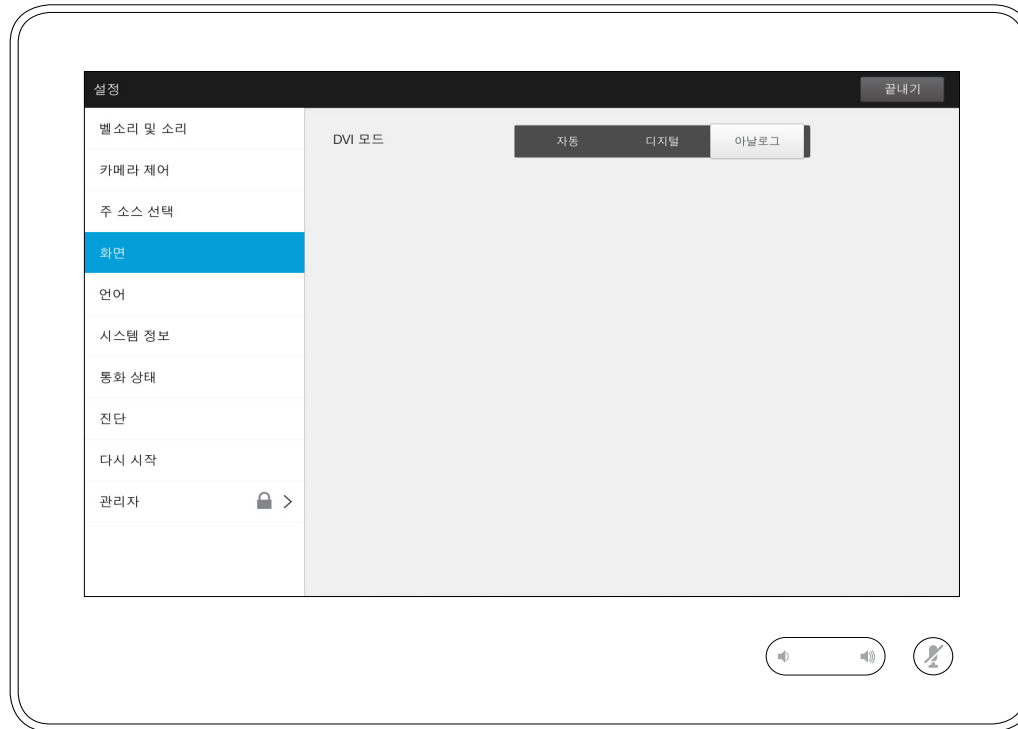 설정
끝내기
벨소리 및 소리
카메라 제어
주 소스 선택
화면
언어
시스템 정보
통화 상태
진단
다시 시작
관리자
DVI 모드
자동
디지털
아날로그